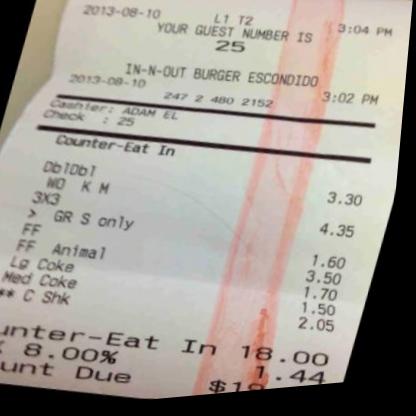 2013-08-10 L1 T2 3:04 PM
YOUR GUEST NUMBER IS
25
IN-N-OUT BURGER ESCONDIDO
2013-08-10 3:02 PM
247 2 480 2152
Cashier: ADAM EL
Check : 25
Counter-Eat In
DblDbl 3.30
WO K M
3X3 4.35
> GR S only
FF 1.60
FF Animal 3.50
Lg Coke 1.70
Med Coke 1.50
** C Shk 2.05
unter-Eat In 18.00
8.00% 1.44
unt Due